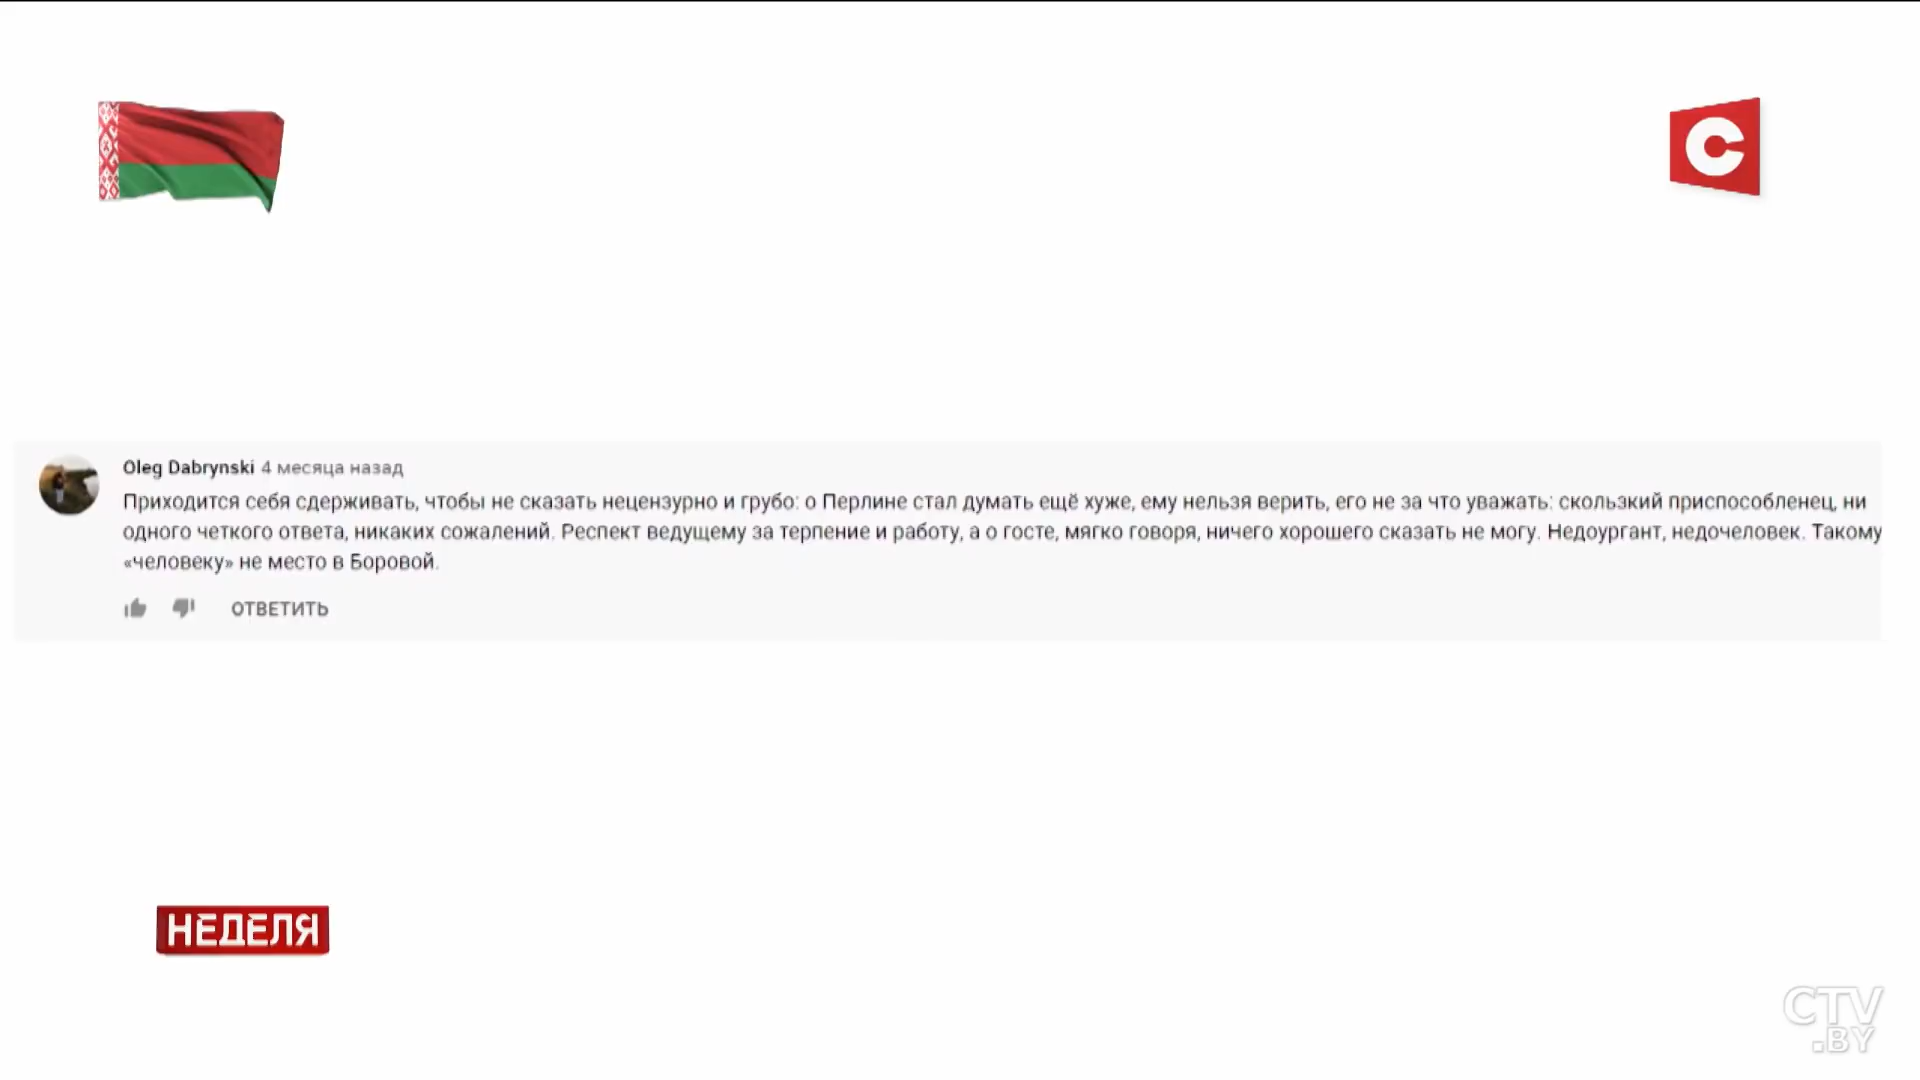 C
Oleg Dabrynski 4 месяца назад
Приходится себя сдерживать, чтобы не сказать нецензурно и грубо: о Перлине стал думать ещё хуже, ему нельзя верить, его не за что уважать: скользкий приспособленец, ни
одного четкого ответа, никаких сожалений. Респект ведущему за терпение и работу, а о госте, мягко говоря, ничего хорошего сказать не могу. Недоургант, недочеловек. Такому
«человеку» не место в Боровой.
ОТВЕТИТЬ
НЕДЕЛЯ
CTV
.BY